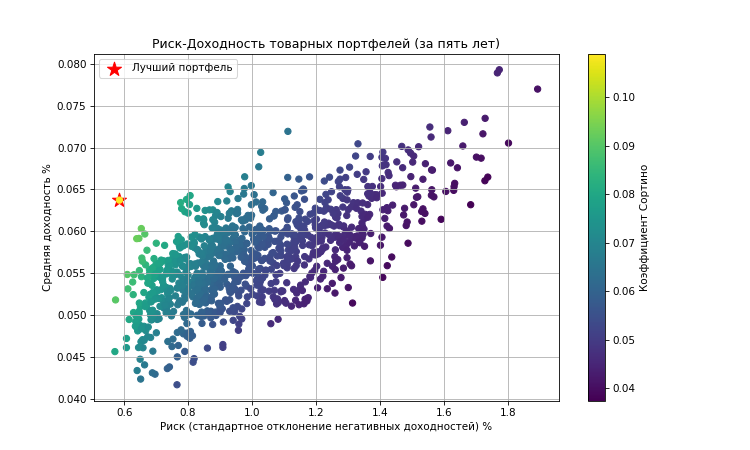 Риск-Доходность товарных портфелей (за пять лет)
Лучший портфель
Средняя доходность %
0.080
0.075
0.070
0.065
0.060
0.055
0.050
0.045
0.040
0.6 0.8 1.0 1.2 1.4 1.6 1.8
Риск (стандартное отклонение негативных доходностей) %
0.10
0.09
0.08
0.07
0.06
0.05
0.04
Коэффициент Сортино